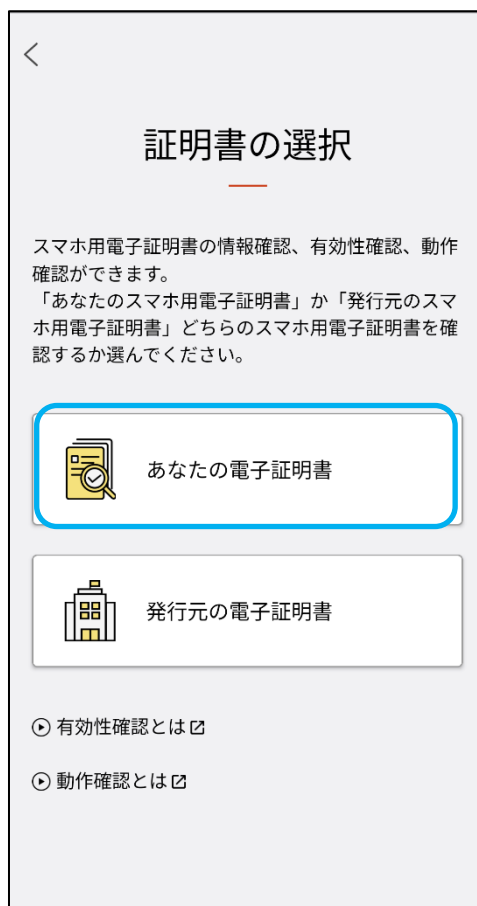 証明書の選択
スマホ用電子証明書の情報確認、有効性確認、動作
確認ができます。
「あなたのスマホ用電子証明書」か「発行元のスマ
ホ用電子証明書」どちらのスマホ用電子証明書を確
認するか選んでください。
あなたの電子証明書
発行元の電子証明書
有効性確認とは
動作確認とは